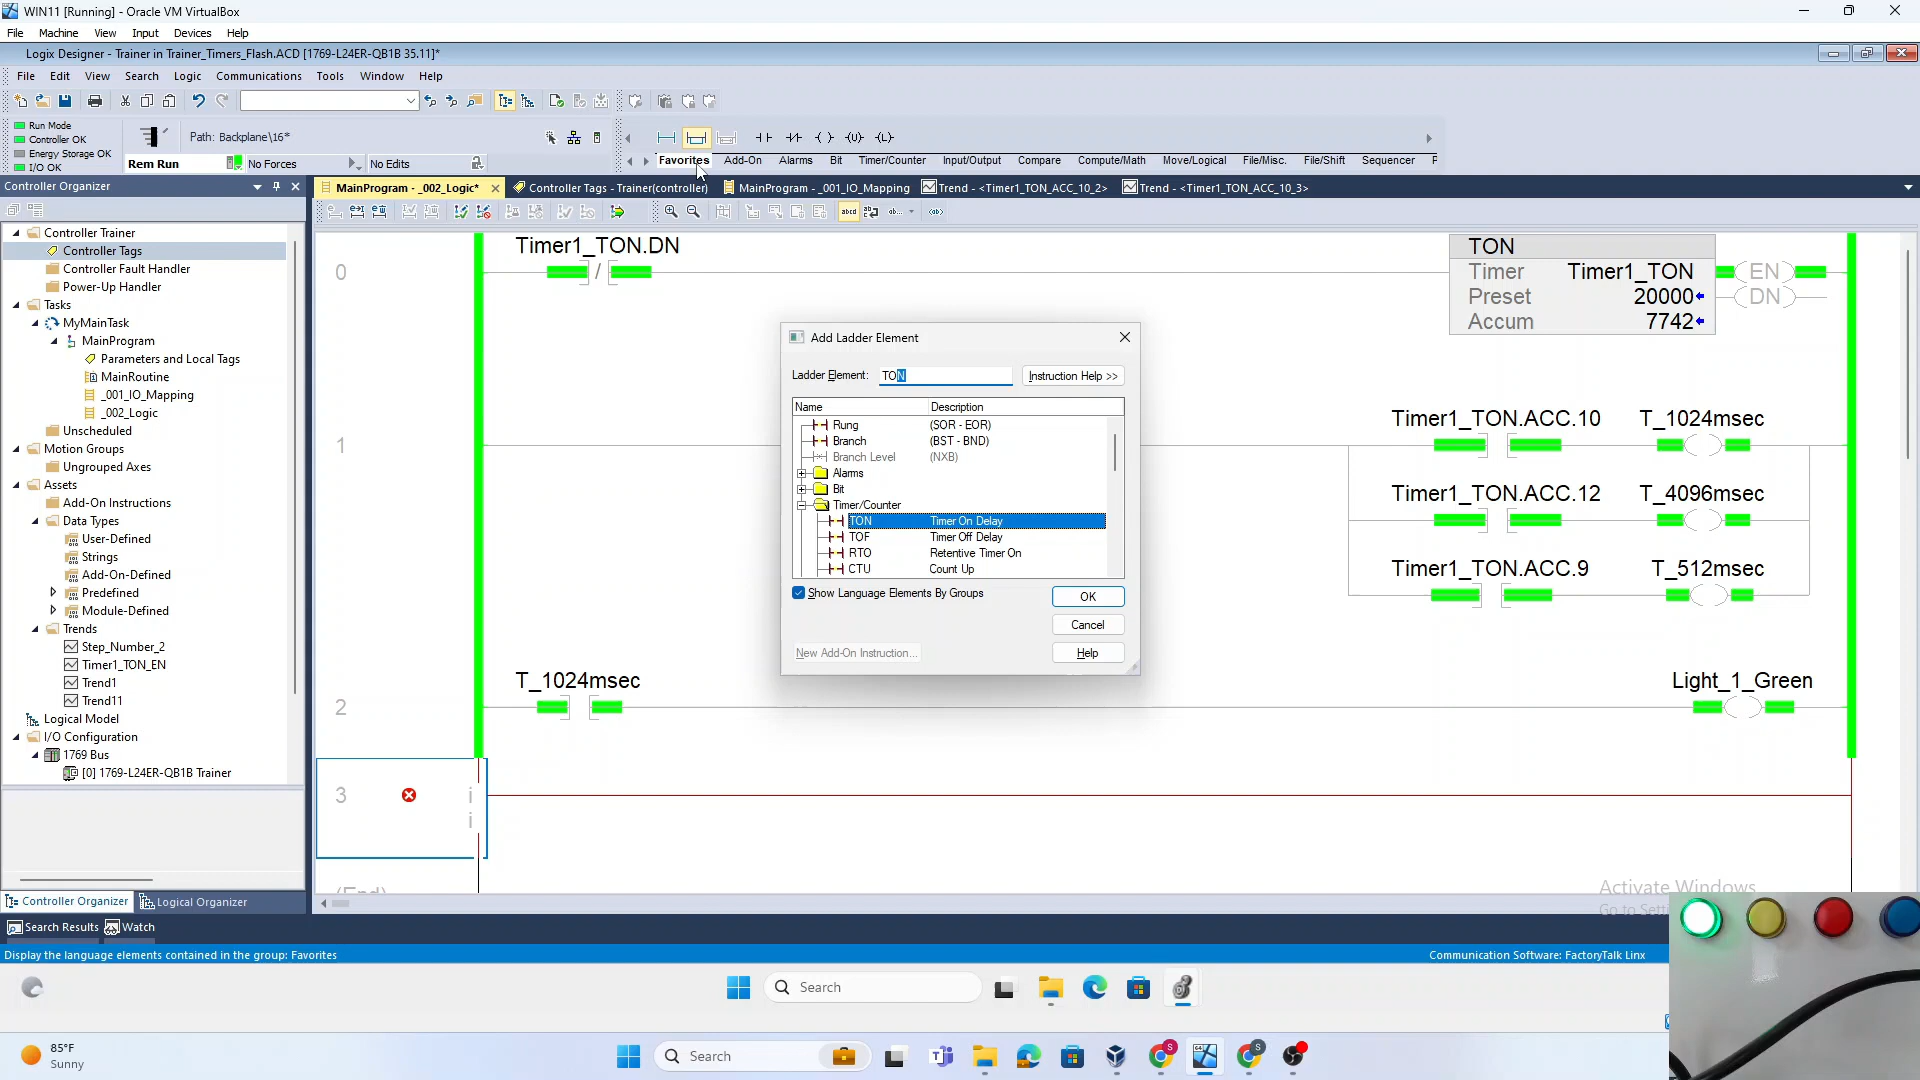 WIN11 [Running] - Oracle VM VirtualBox
File Machine View Input Devices Help
Logix Designer - Trainer in Trainer_Timers_Flash.ACD [1769-L24ER-QB1B 35.11]*
File Edit View Search Logic Communications Tools Window Help
Run Mode
Controller OK
Energy Storage OK
I/O OK
Path: Backplane\16*
Rem Run No Forces No Edits
Favorites Add-On Alarms Bit Timer/Counter Input/Output Compare Compute/Math Move/Logical File/Misc. File/Shift Sequencer P
Controller Organizer
MainProgram - _002_Logic* Controller Tags - Trainer(controller) MainProgram - _001_IO_Mapping Trend - <Timer1_TON_ACC_10_2> Trend - <Timer1_TON_ACC_10_3>
Controller Trainer
Controller Tags
Controller Fault Handler
Power-Up Handler
Tasks
MyMainTask
MainProgram
Parameters and Local Tags
MainRoutine
_001_IO_Mapping
_002_Logic
Unscheduled
Motion Groups
Ungrouped Axes
Assets
Add-On Instructions
Data Types
User-Defined
Strings
Add-On-Defined
Predefined
Module-Defined
Trends
Step_Number_2
Timer1_TON_EN
Trend1
Trend11
Logical Model
I/O Configuration
1769 Bus
[0] 1769-L24ER-QB1B Trainer
Controller Organizer Logical Organizer
0
Timer1_TON.DN
TON
Timer Timer1_TON
Preset 20000
Accum 7742
EN
DN
1
Timer1_TON.ACC.10 T_1024msec
Timer1_TON.ACC.12 T_4096msec
Timer1_TON.ACC.9 T_512msec
2
T_1024msec
Light_1_Green
3
i
i
(End)
Add Ladder Element
Ladder Element: TON Instruction Help >>
Name Description
Rung (SOR - EOR)
Branch (BST - BND)
Branch Level (NXB)
Alarms
Bit
Timer/Counter
TON Timer On Delay
TOF Timer Off Delay
RTO Retentive Timer On
CTU Count Up
Show Language Elements By Groups
OK
Cancel
New Add-On Instruction...
Help
Activate Windows
Go to Setti
Search Results Watch
Display the language elements contained in the group: Favorites
Communication Software: FactoryTalk Linx
Search
85°F
Sunny
Search